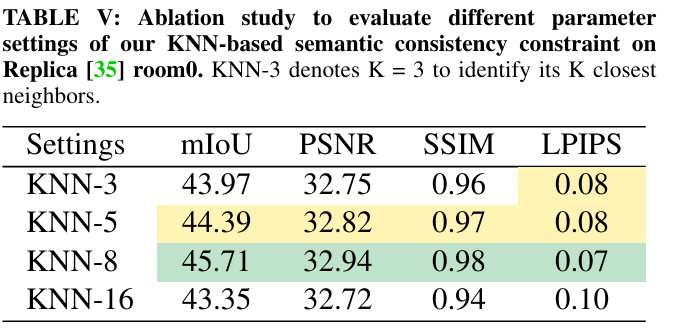 TABLE V: Ablation study to evaluate different parameter
settings of our KNN-based semantic consistency constraint on
Replica [35] room0. KNN-3 denotes K = 3 to identify its K closest
neighbors.
Settings mIoU PSNR SSIM LPIPS
KNN-3 43.97 32.75 0.96 0.08
KNN-5 44.39 32.82 0.97 0.08
KNN-8 45.71 32.94 0.98 0.07
KNN-16 43.35 32.72 0.94 0.10